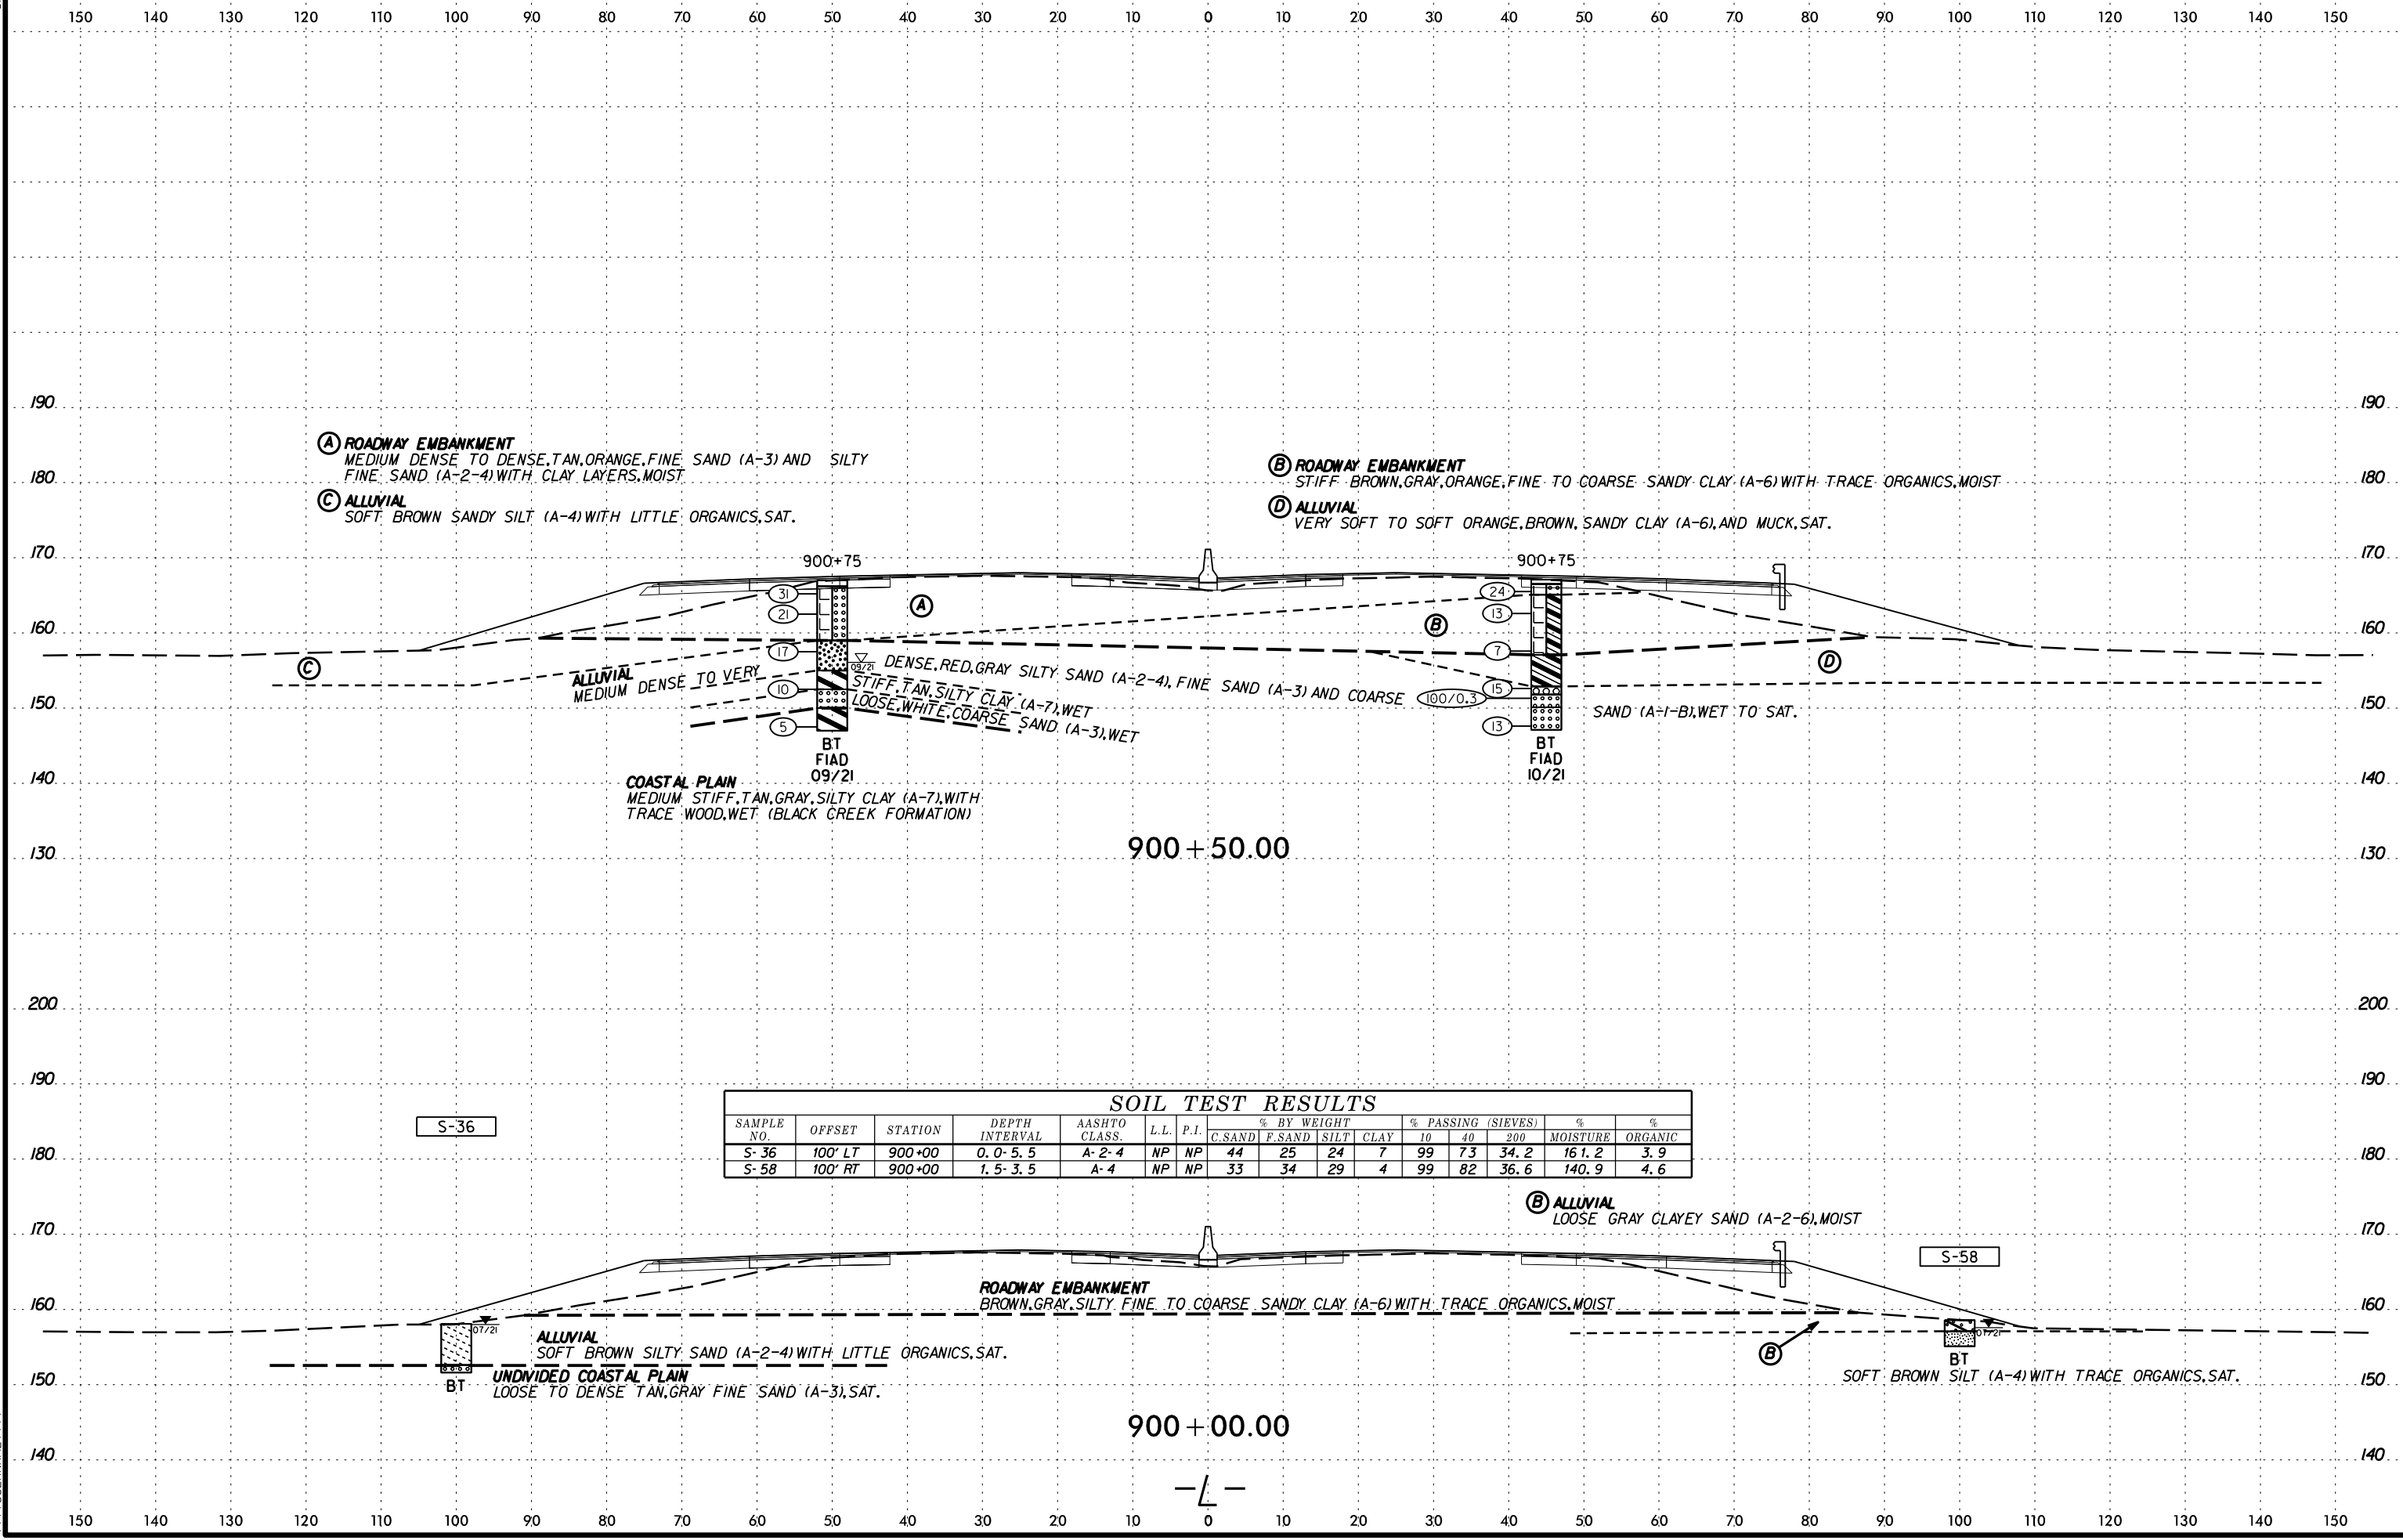 150 140 130 120 110 100 90 80 70 60 50 40 30 20 10 0 10 20 30 40 50 60 70 80 90 100 110 120 130 140 150
190 190
Ⓐ ROADWAY EMBANKMENT
MEDIUM DENSE TO DENSE, TAN, ORANGE, FINE SAND (A-3) AND SILTY
FINE SAND (A-2-4) WITH CLAY LAYERS, MOIST
Ⓑ ROADWAY EMBANKMENT
STIFF BROWN, GRAY, ORANGE, FINE TO COARSE SANDY CLAY (A-6) WITH TRACE ORGANICS, MOIST
180 180
Ⓒ ALLUVIAL
SOFT BROWN SANDY SILT (A-4) WITH LITTLE ORGANICS, SAT.
Ⓓ ALLUVIAL
VERY SOFT TO SOFT ORANGE, BROWN, SANDY CLAY (A-6), AND MUCK, SAT.
170 170
900+75 900+75
31
21
17
10
5
24
13
7
15
100/0.3
13
Ⓐ
Ⓑ
Ⓒ
Ⓓ
160 160
09/21
ALLUVIAL
MEDIUM DENSE TO VERY DENSE, RED, GRAY SILTY SAND (A-2-4), FINE SAND (A-3) AND COARSE SAND (A-1-B), WET TO SAT.
STIFF, TAN, SILTY CLAY (A-7), WET
LOOSE, WHITE, COARSE SAND (A-3), WET
150 150
BT
FIAD
09/21
BT
FIAD
10/21
140 140
COASTAL PLAIN
MEDIUM STIFF, TAN, GRAY, SILTY CLAY (A-7), WITH
TRACE WOOD, WET (BLACK CREEK FORMATION)
900+50.00
130 130
200 200
190 190
S-36
SOIL TEST RESULTS
SAMPLE NO. OFFSET STATION DEPTH INTERVAL AASHTO CLASS. L.L. P.I. % BY WEIGHT % PASSING (SIEVES) % MOISTURE % ORGANIC
C.SAND F.SAND SILT CLAY 10 40 200
S-36 100' LT 900+00 0.0-5.5 A-2-4 NP NP 44 25 24 7 99 73 34.2 161.2 3.9
S-58 100' RT 900+00 1.5-3.5 A-4 NP NP 33 34 29 4 99 82 36.6 140.9 4.6
180 180
Ⓑ ALLUVIAL
LOOSE GRAY CLAYEY SAND (A-2-6), MOIST
170 170
S-58
ROADWAY EMBANKMENT
BROWN, GRAY, SILTY FINE TO COARSE SANDY CLAY (A-6) WITH TRACE ORGANICS, MOIST
160 160
07/21
07/21
ALLUVIAL
SOFT BROWN SILTY SAND (A-2-4) WITH LITTLE ORGANICS, SAT.
Ⓑ
BT
BT
UNDIVIDED COASTAL PLAIN
LOOSE TO DENSE TAN, GRAY FINE SAND (A-3), SAT.
SOFT BROWN SILT (A-4) WITH TRACE ORGANICS, SAT.
150 150
900+00.00
140 140
-L-
150 140 130 120 110 100 90 80 70 60 50 40 30 20 10 0 10 20 30 40 50 60 70 80 90 100 110 120 130 140 150